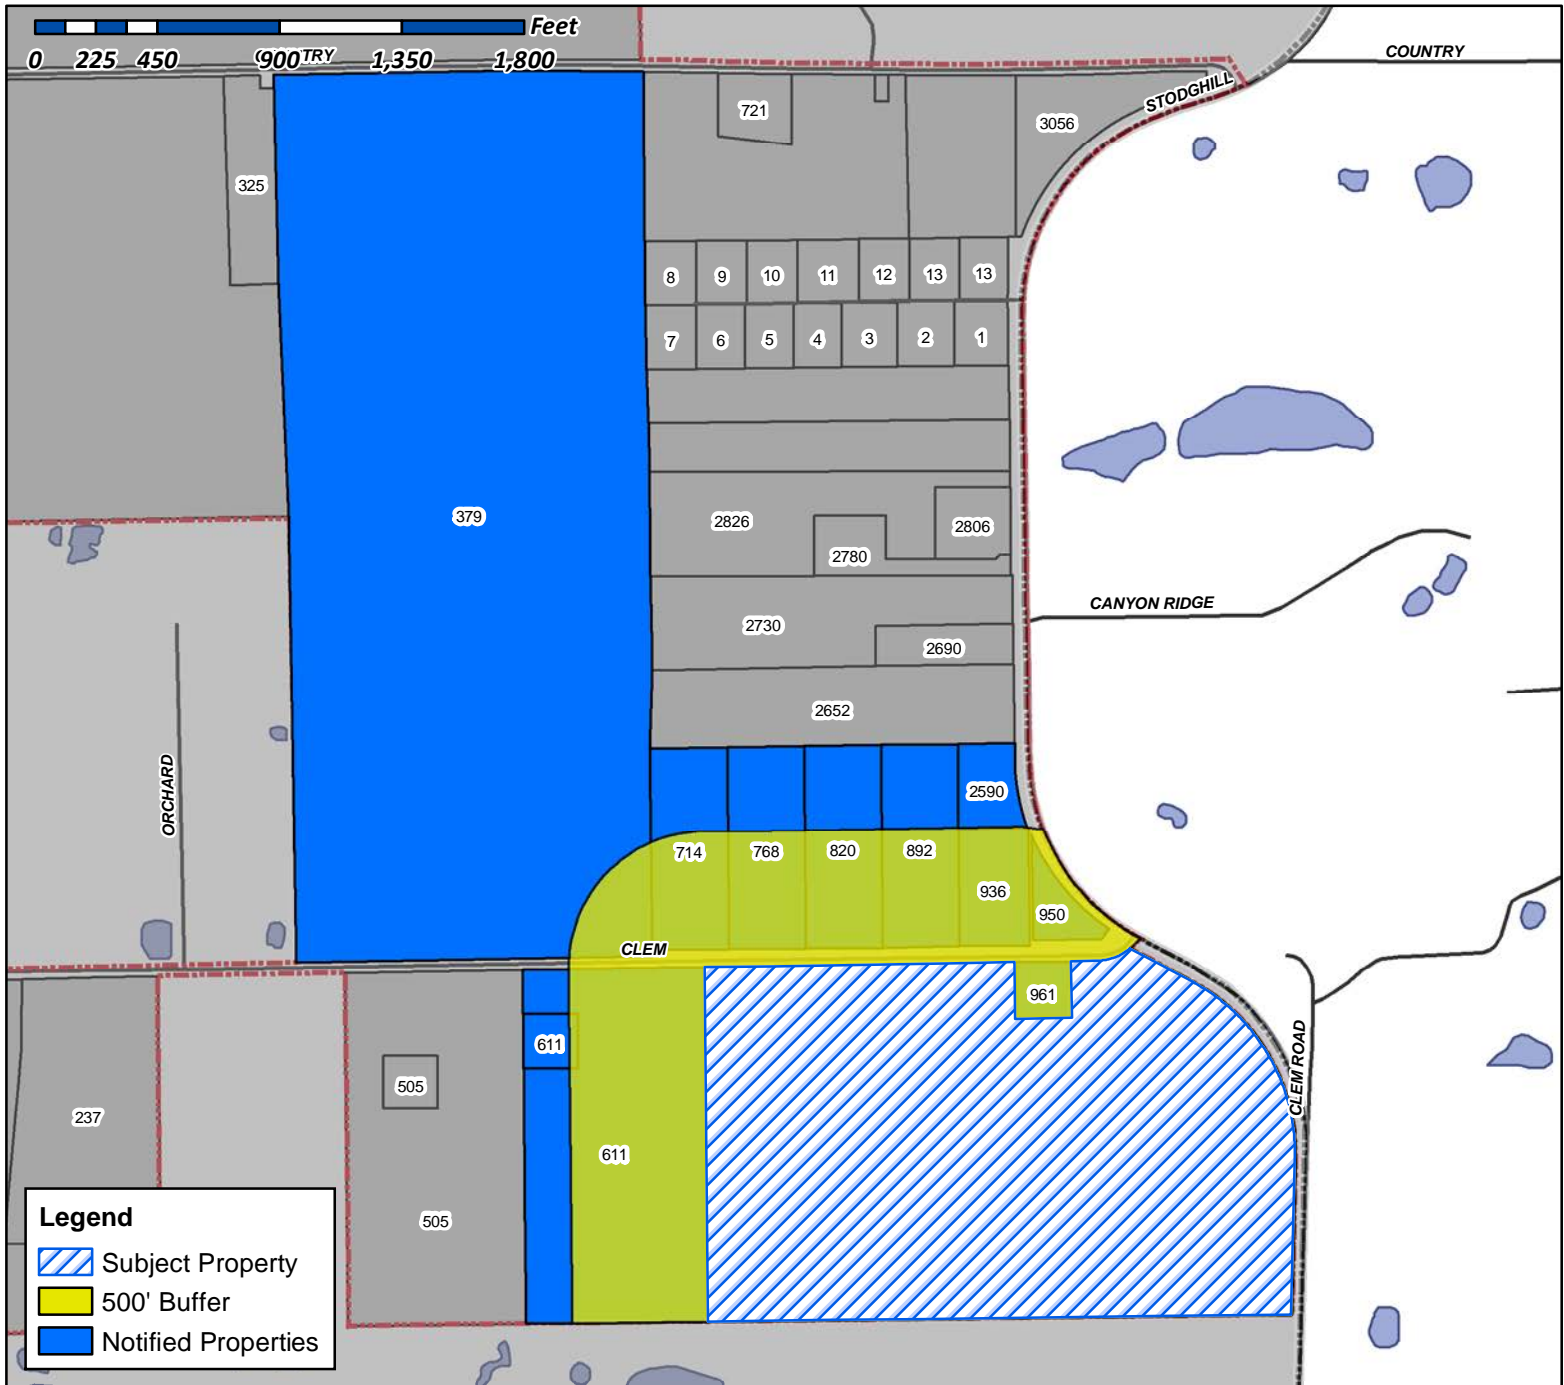 Feet
0 225 450 900 1,350 1,800
COUNTRY
COUNTRY
STODGHILL
721
3056
325
8 9 10 11 12 13 13
7 6 5 4 3 2 1
379
2826
2806
2780
CANYON RIDGE
2730
2690
2652
ORCHARD
2590
714 768 820 892
936
950
CLEM
961
611
CLEM ROAD
505
237
611
505
Legend
Subject Property
500' Buffer
Notified Properties